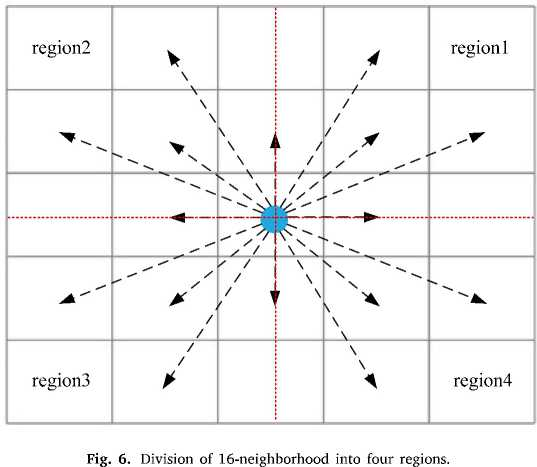 region2 region1
region3 region4
Fig. 6. Division of 16-neighborhood into four regions.